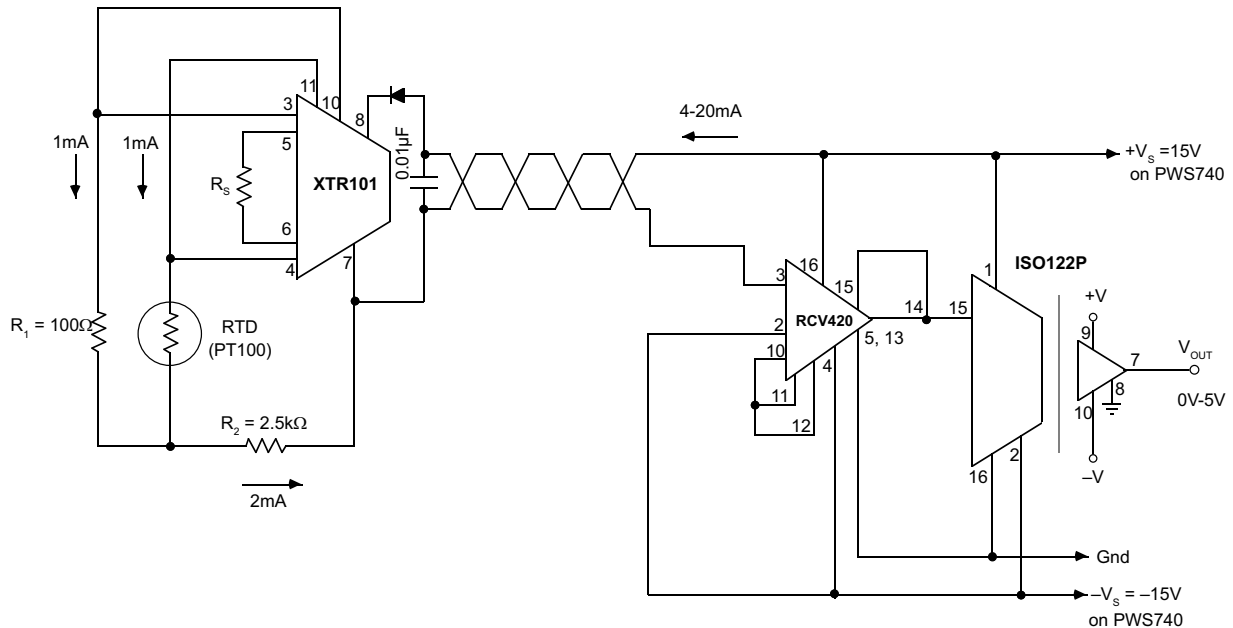 11
10
3
8
4-20mA
1mA
1mA
5
0.01µF
+V_S =15V
on PWS740
R_S
XTR101
6
4
7
ISO122P
16
3
15
1
R_1 = 100Ω
RTD
(PT100)
2
RCV420
14
15
+V
10
5, 13
9
4
7
V_OUT
11
8
0V-5V
12
10
R_2 = 2.5kΩ
2
16
–V
2mA
Gnd
–V_S = –15V
on PWS740